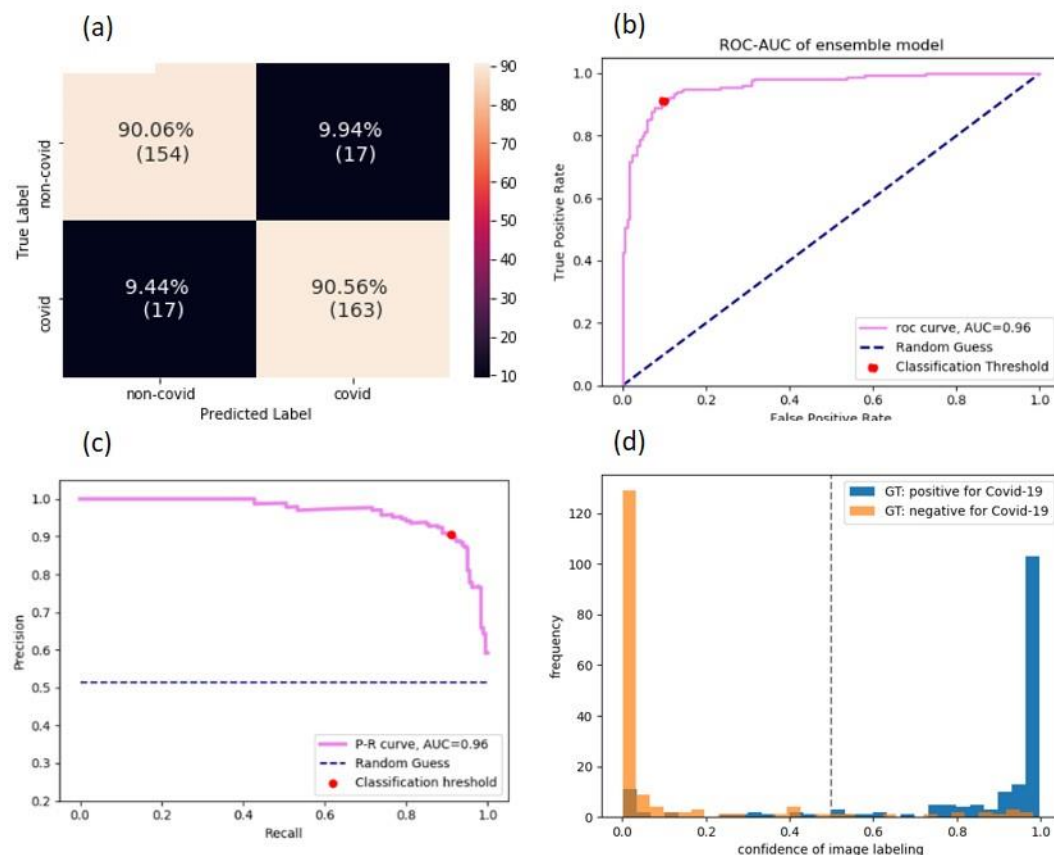 (a)
90.06%
(154)
9.94%
(17)
9.44%
(17)
90.56%
(163)
True Label
non-covid
covid
non-covid
covid
Predicted Label
90
80
70
60
50
40
30
20
10
(b)
ROC-AUC of ensemble model
True Positive Rate
1.0
0.8
0.6
0.4
0.2
0.0
0.0
0.2
0.4
0.6
0.8
1.0
False Positive Rate
roc curve, AUC=0.96
Random Guess
Classification Threshold
(c)
Precision
1.0
0.9
0.8
0.7
0.6
0.5
0.4
0.3
0.2
0.0
0.2
0.4
0.6
0.8
1.0
Recall
P-R curve, AUC=0.96
Random Guess
Classification hreshold
(d)
frequency
120
100
80
60
40
20
0
0.0
0.2
0.4
0.6
0.8
1.0
confidence of image labeling
GT: positive for Covid-19
GT: negative for Covid-19